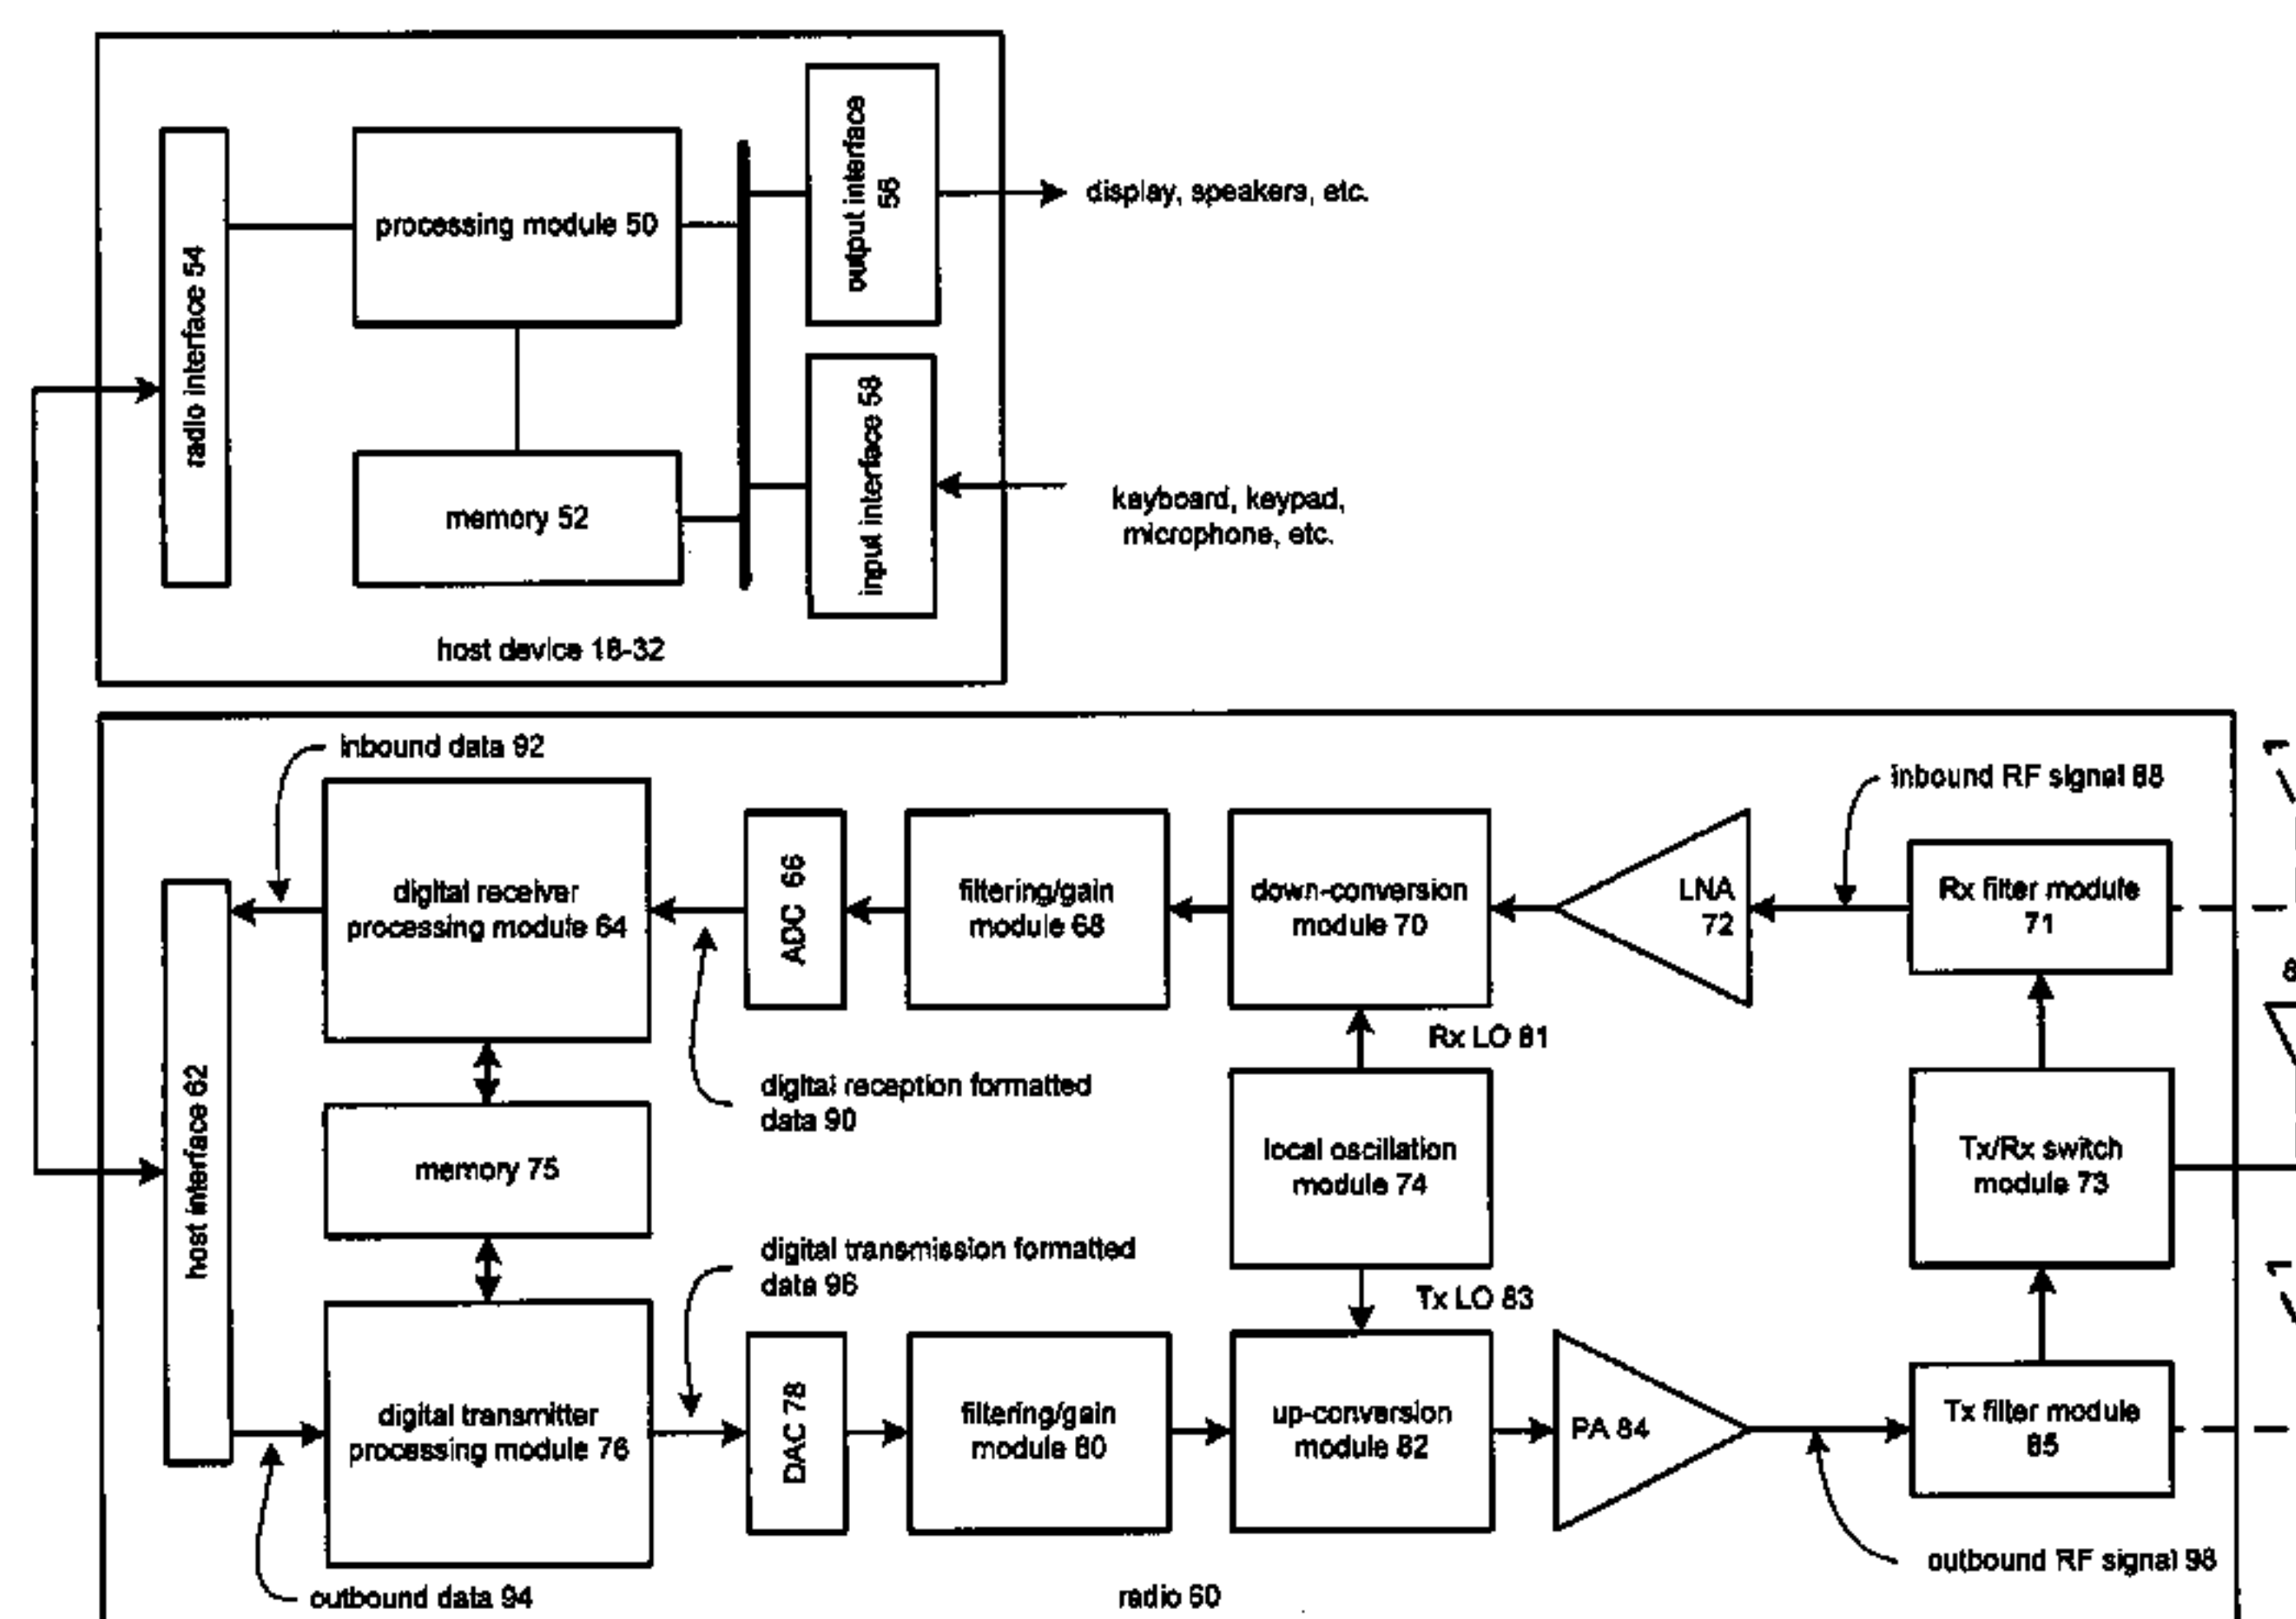 output interface
56
display, speakers, etc.
processing module 50
radio interface 54
input interface 58
keyboard, keypad,
microphone, etc.
memory 52
host device 18-32
inbound data 92
inbound RF signal 88
digital receiver
processing module 64
ADC 66
filtering/gain
module 68
down-conversion
module 70
LNA
72
Rx filter module
71
Rx LO 81
digital reception formatted
data 90
host interface 62
memory 75
local oscillation
module 74
Tx/Rx switch
module 73
digital transmission formatted
data 96
Tx LO 83
digital transmitter
processing module 76
DAC 78
filtering/gain
module 80
up-conversion
module 82
PA 84
Tx filter module
85
outbound RF signal 98
outbound data 94
radio 60